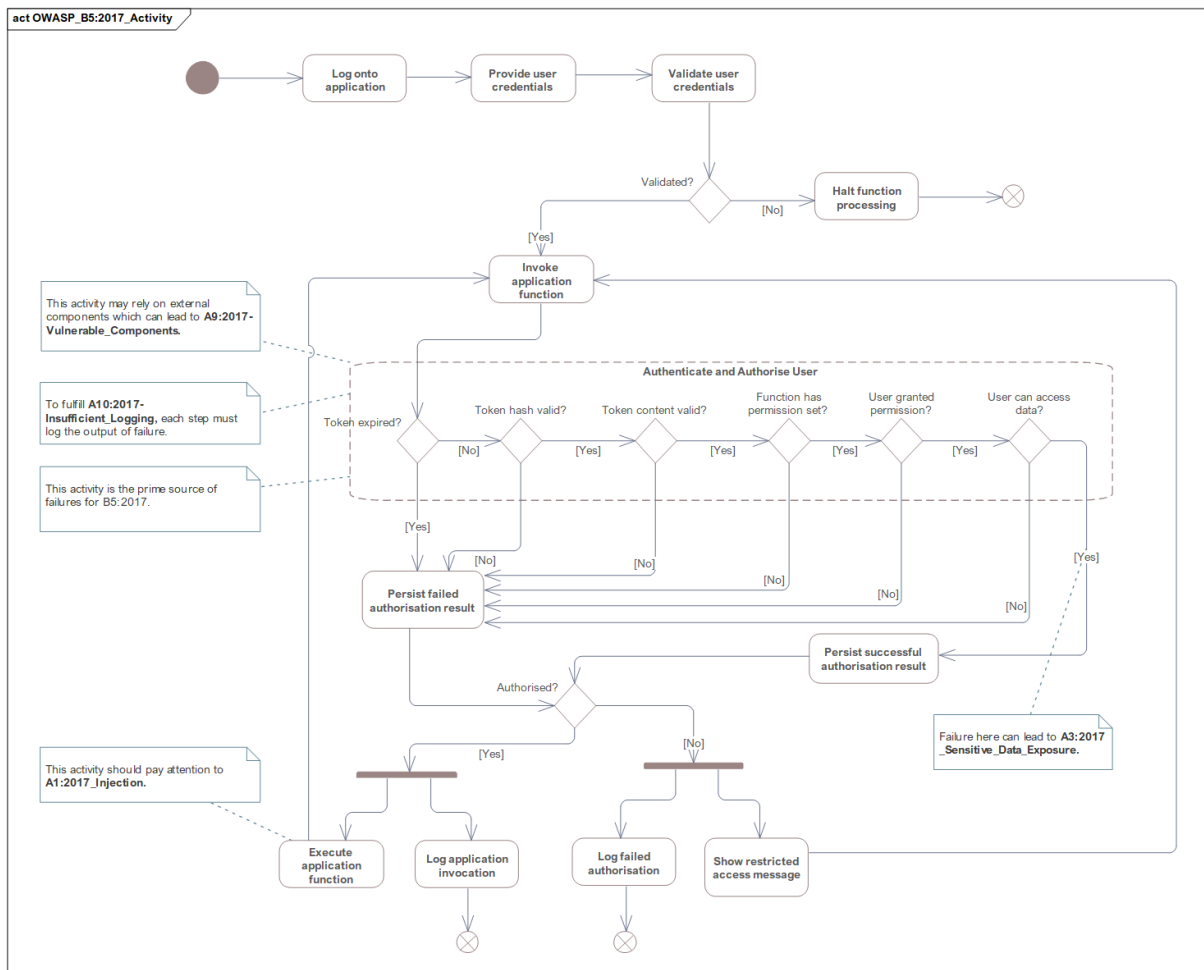 act OWASP_B5:2017_Activity
Log onto
application
Provide user
credentials
Validate user
credentials
Validated?
[No]
Halt function
processing
[Yes]
Invoke
application
function
This activity may rely on external
components which can lead to A9:2017-
Vulnerable_Components.
To fulfill A10:2017-
Insufficient_Logging, each step must
log the output of failure.
This activity is the prime source of
failures for B5:2017.
Authenticate and Authorise User
Token expired?
Token hash valid?
Token content valid?
Function has
permission set?
User granted
permission?
User can access
data?
[No]
[Yes]
[Yes]
[Yes]
[Yes]
[Yes]
[No]
[No]
[No]
[No]
[No]
[Yes]
Persist failed
authorisation result
Persist successful
authorisation result
Authorised?
[Yes]
[No]
Failure here can lead to A3:2017
_Sensitive_Data_Exposure.
This activity should pay attention to
A1:2017_Injection.
Execute
application
function
Log application
invocation
Log failed
authorisation
Show restricted
access message